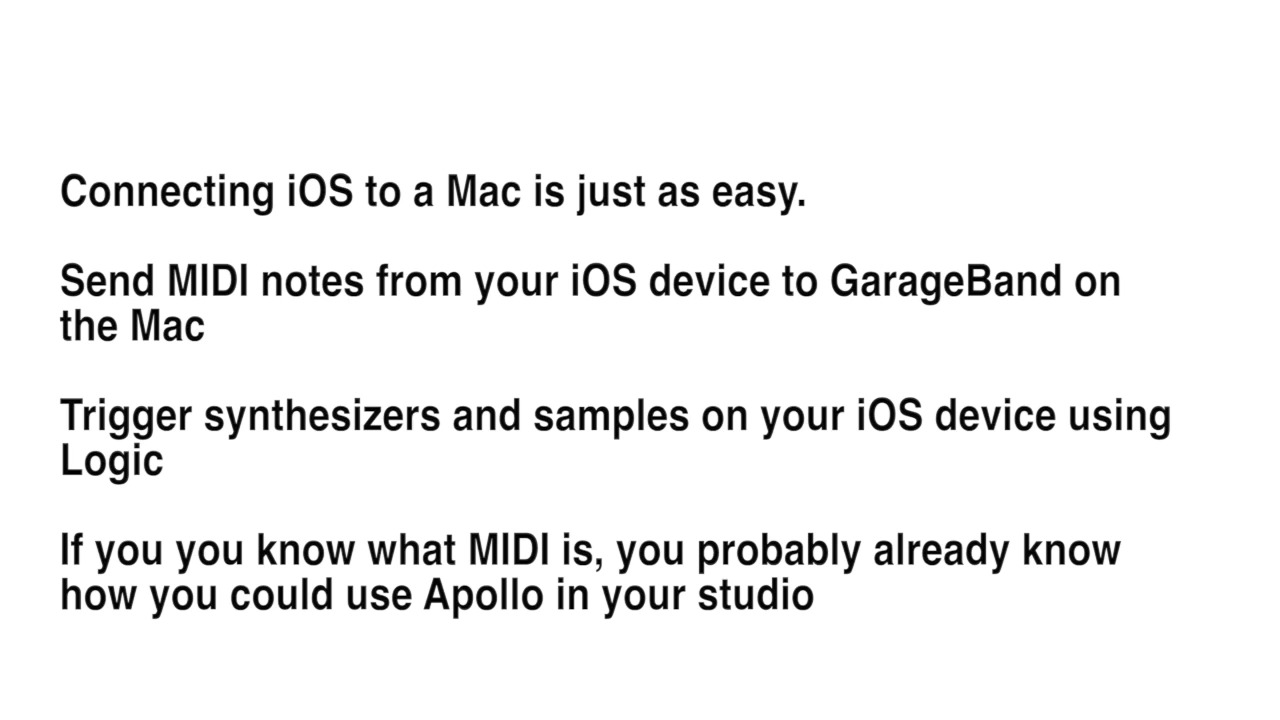 Connecting iOS to a Mac is just as easy.
Send MIDI notes from your iOS device to GarageBand on
the Mac
Trigger synthesizers and samples on your iOS device using
Logic
If you you know what MIDI is, you probably already know
how you could use Apollo in your studio